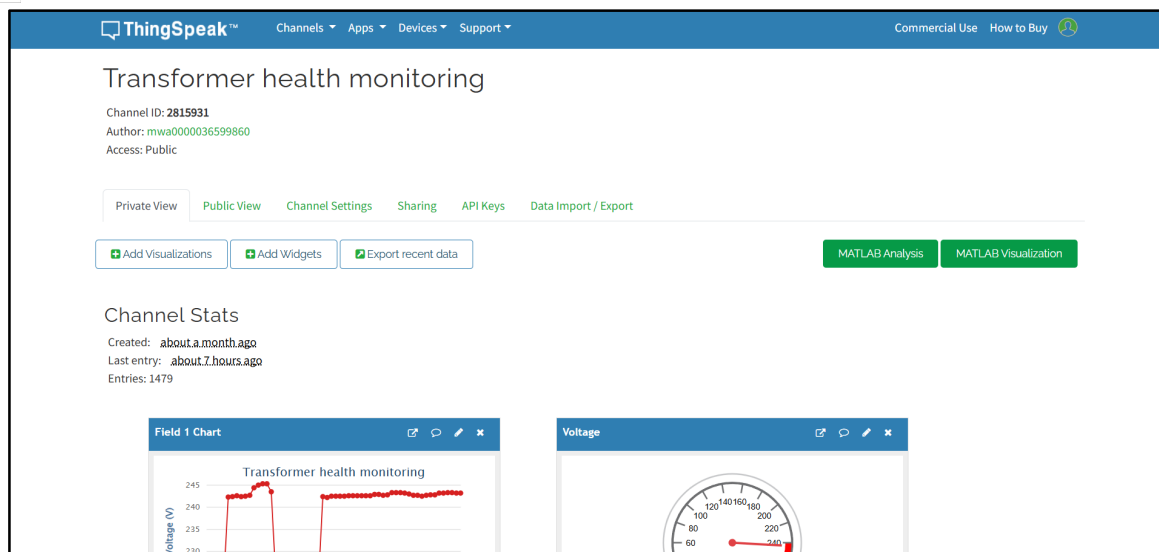 ThingSpeak™ Channels Apps Devices Support Commercial Use How to Buy
Transformer health monitoring
Channel ID: 2815931
Author: mwa0000036599860
Access: Public
Private View Public View Channel Settings Sharing API Keys Data Import / Export
Add Visualizations Add Widgets Export recent data MATLAB Analysis MATLAB Visualization
Channel Stats
Created: about a month ago
Last entry: about 7 hours ago
Entries: 1479
Field 1 Chart
Transformer health monitoring
245
240
235
230
Voltage (V)
Voltage
60
80
100
120
140
160
180
200
220
240